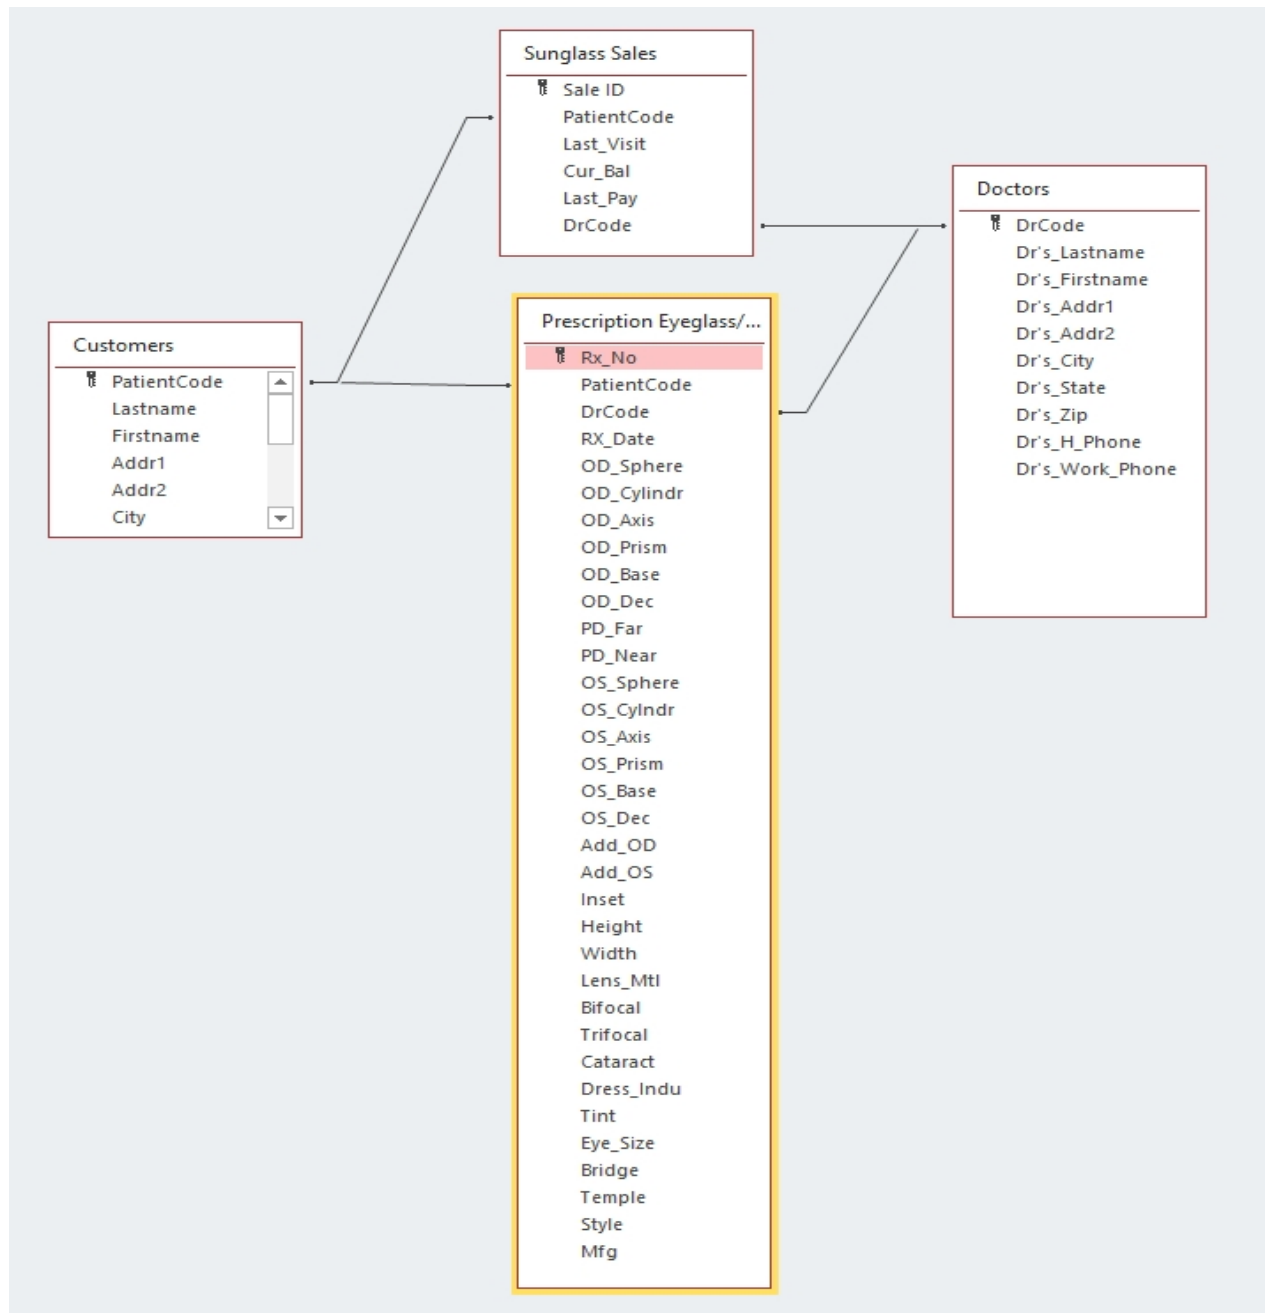 Sunglass Sales
Sale ID
PatientCode
Last_Visit
Cur_Bal
Last_Pay
DrCode
Doctors
DrCode
Dr's_Lastname
Dr's_Firstname
Dr's_Addr1
Dr's_Addr2
Dr's_City
Dr's_State
Dr's_Zip
Dr's_H_Phone
Dr's_Work_Phone
Customers
PatientCode
Lastname
Firstname
Addr1
Addr2
City
Prescription Eyeglass/...
Rx_No
PatientCode
DrCode
RX_Date
OD_Sphere
OD_Cylindr
OD_Axis
OD_Prism
OD_Base
OD_Dec
PD_Far
PD_Near
OS_Sphere
OS_Cylndr
OS_Axis
OS_Prism
OS_Base
OS_Dec
Add_OD
Add_OS
Inset
Height
Width
Lens_Mtl
Bifocal
Trifocal
Cataract
Dress_Indu
Tint
Eye_Size
Bridge
Temple
Style
Mfg